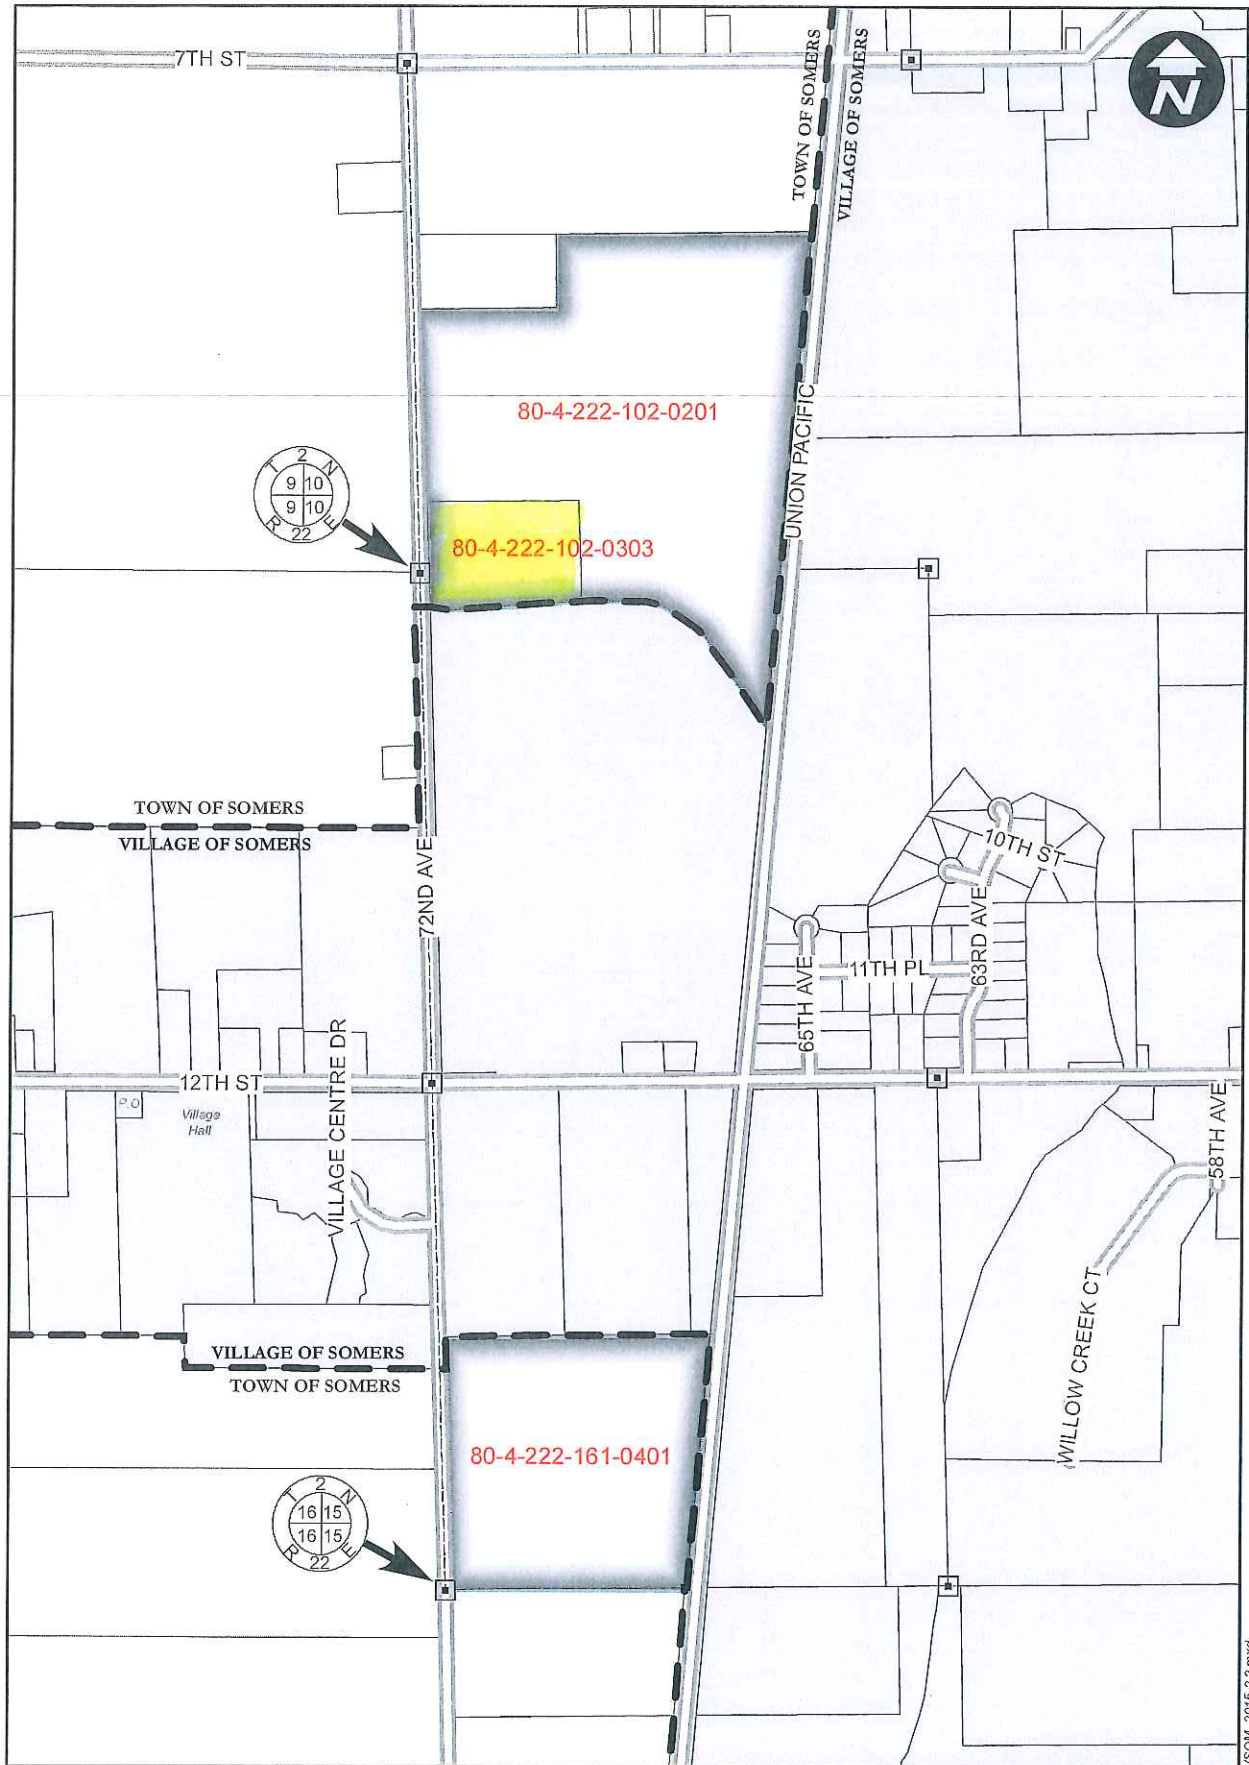 7TH ST
TOWN OF SOMERS
VILLAGE OF SOMERS
N
80-4-222-102-0201
UNION PACIFIC
T 2 N
9 10
9 10
R 22 E
80-4-222-102-0303
TOWN OF SOMERS
VILLAGE OF SOMERS
72ND AVE
10TH ST
63RD AVE
11TH PL
65TH AVE
VILLAGE CENTRE DR
12TH ST
P.O
Village
Hall
58TH AVE
WILLOW CREEK CT
VILLAGE OF SOMERS
TOWN OF SOMERS
80-4-222-161-0401
T 2 N
16 15
16 15
R 22 E